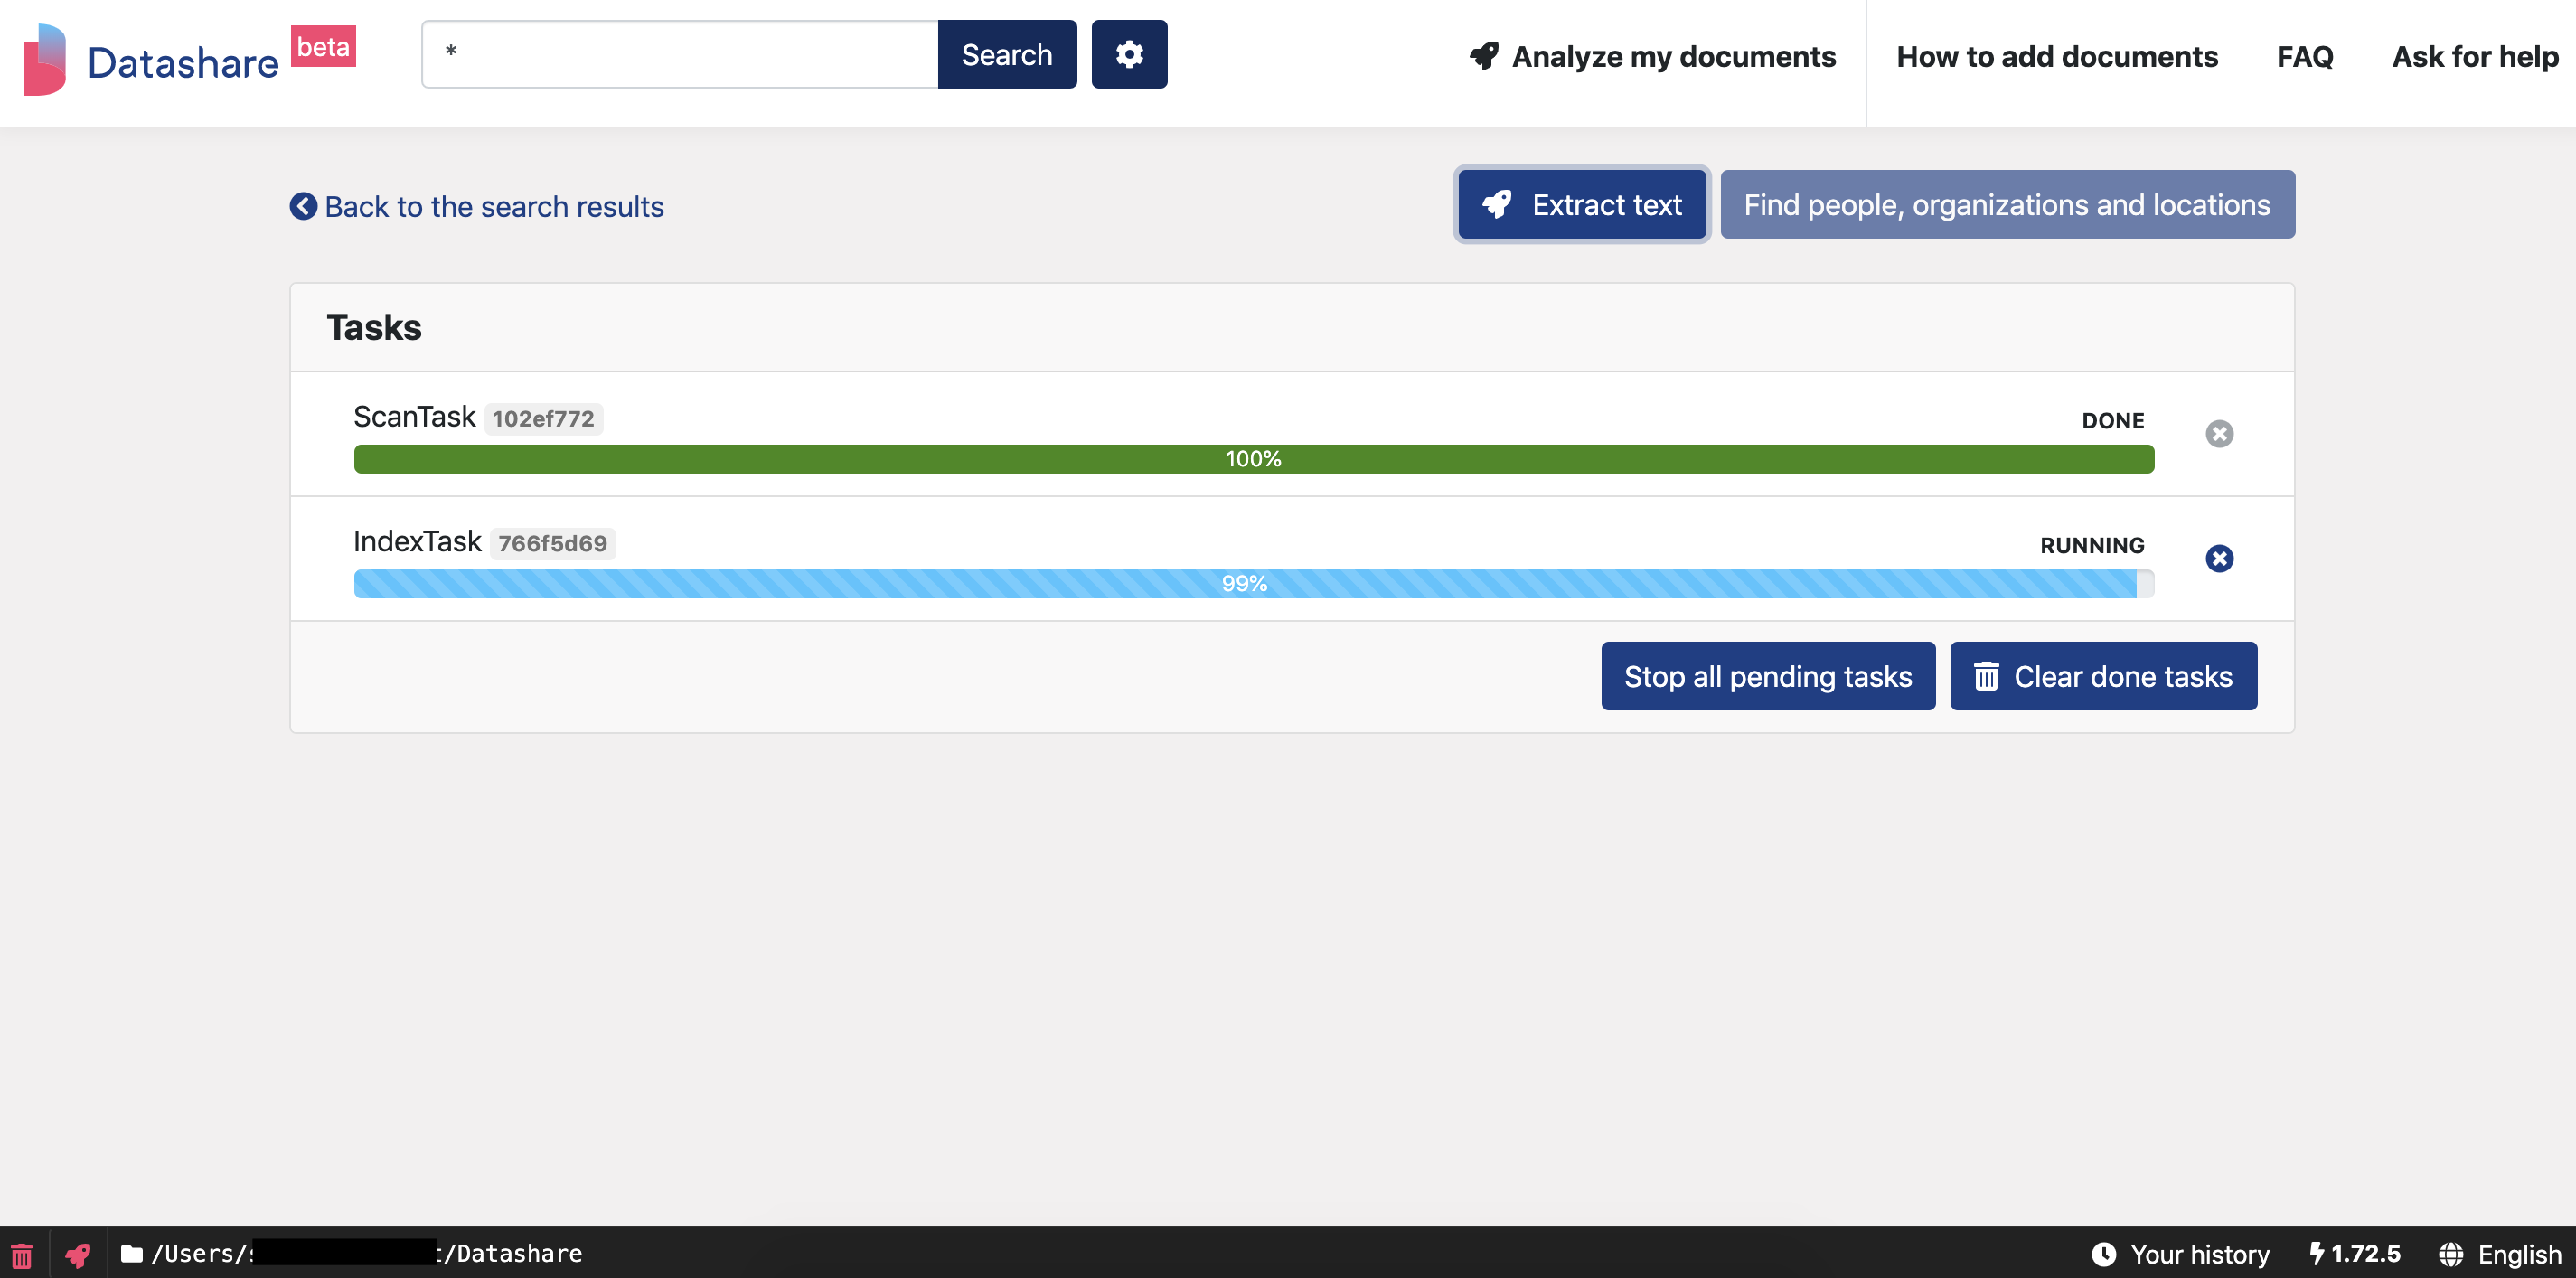 Datashare beta
*
Search
Analyze my documents
How to add documents
FAQ
Ask for help
Back to the search results
Extract text
Find people, organizations and locations
Tasks
ScanTask 102ef772
DONE
100%
IndexTask 766f5d69
RUNNING
99%
Stop all pending tasks
Clear done tasks
/Users/s t/Datashare
Your history
1.72.5
English